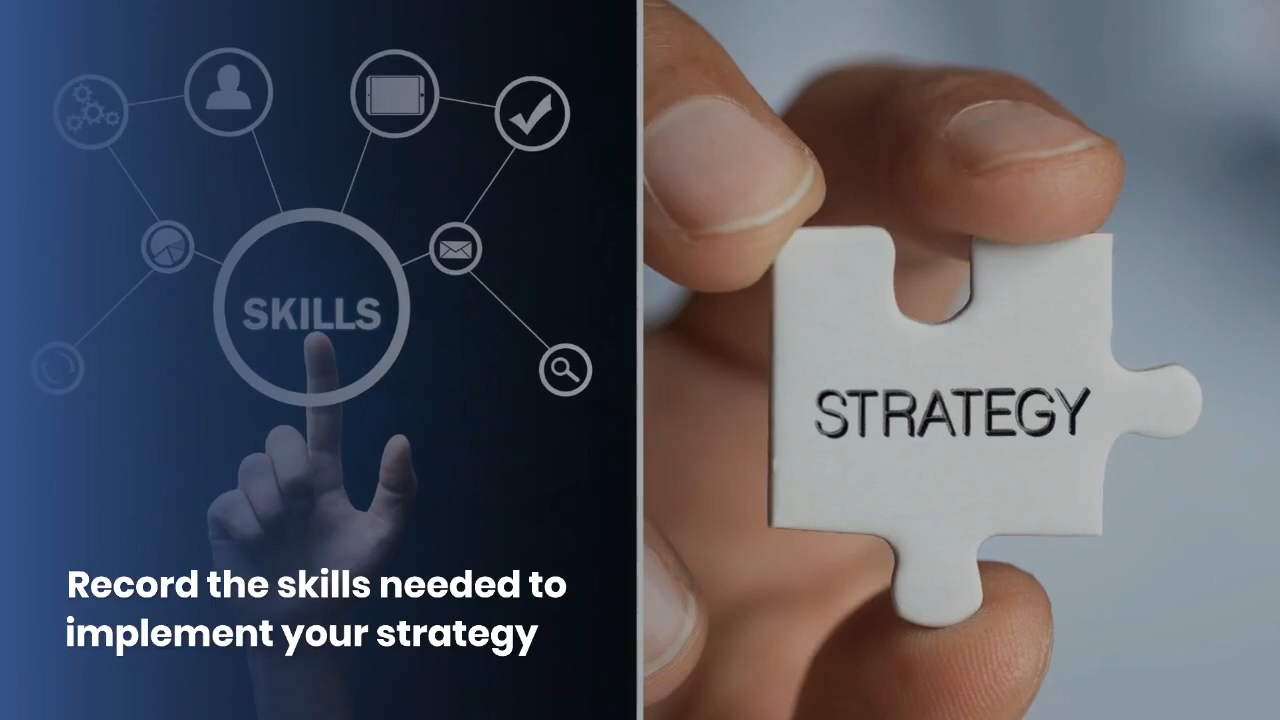 SKILLS
Record the skills needed to
implement your strategy
STRATEGY